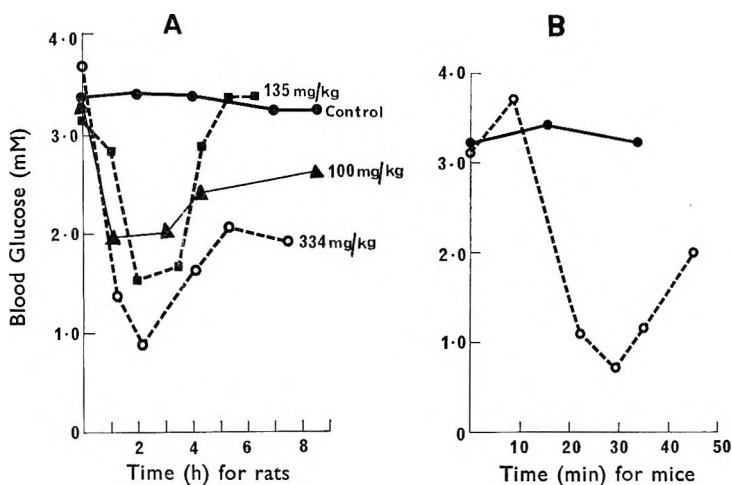 A
B
Blood Glucose (mM)
4·0
3·0
2·0
1·0
0
135 mg/kg
Control
100 mg/kg
334 mg/kg
2 4 6 8
Time (h) for rats
4·0
3·0
2·0
1·0
0
10 20 30 40 50
Time (min) for mice